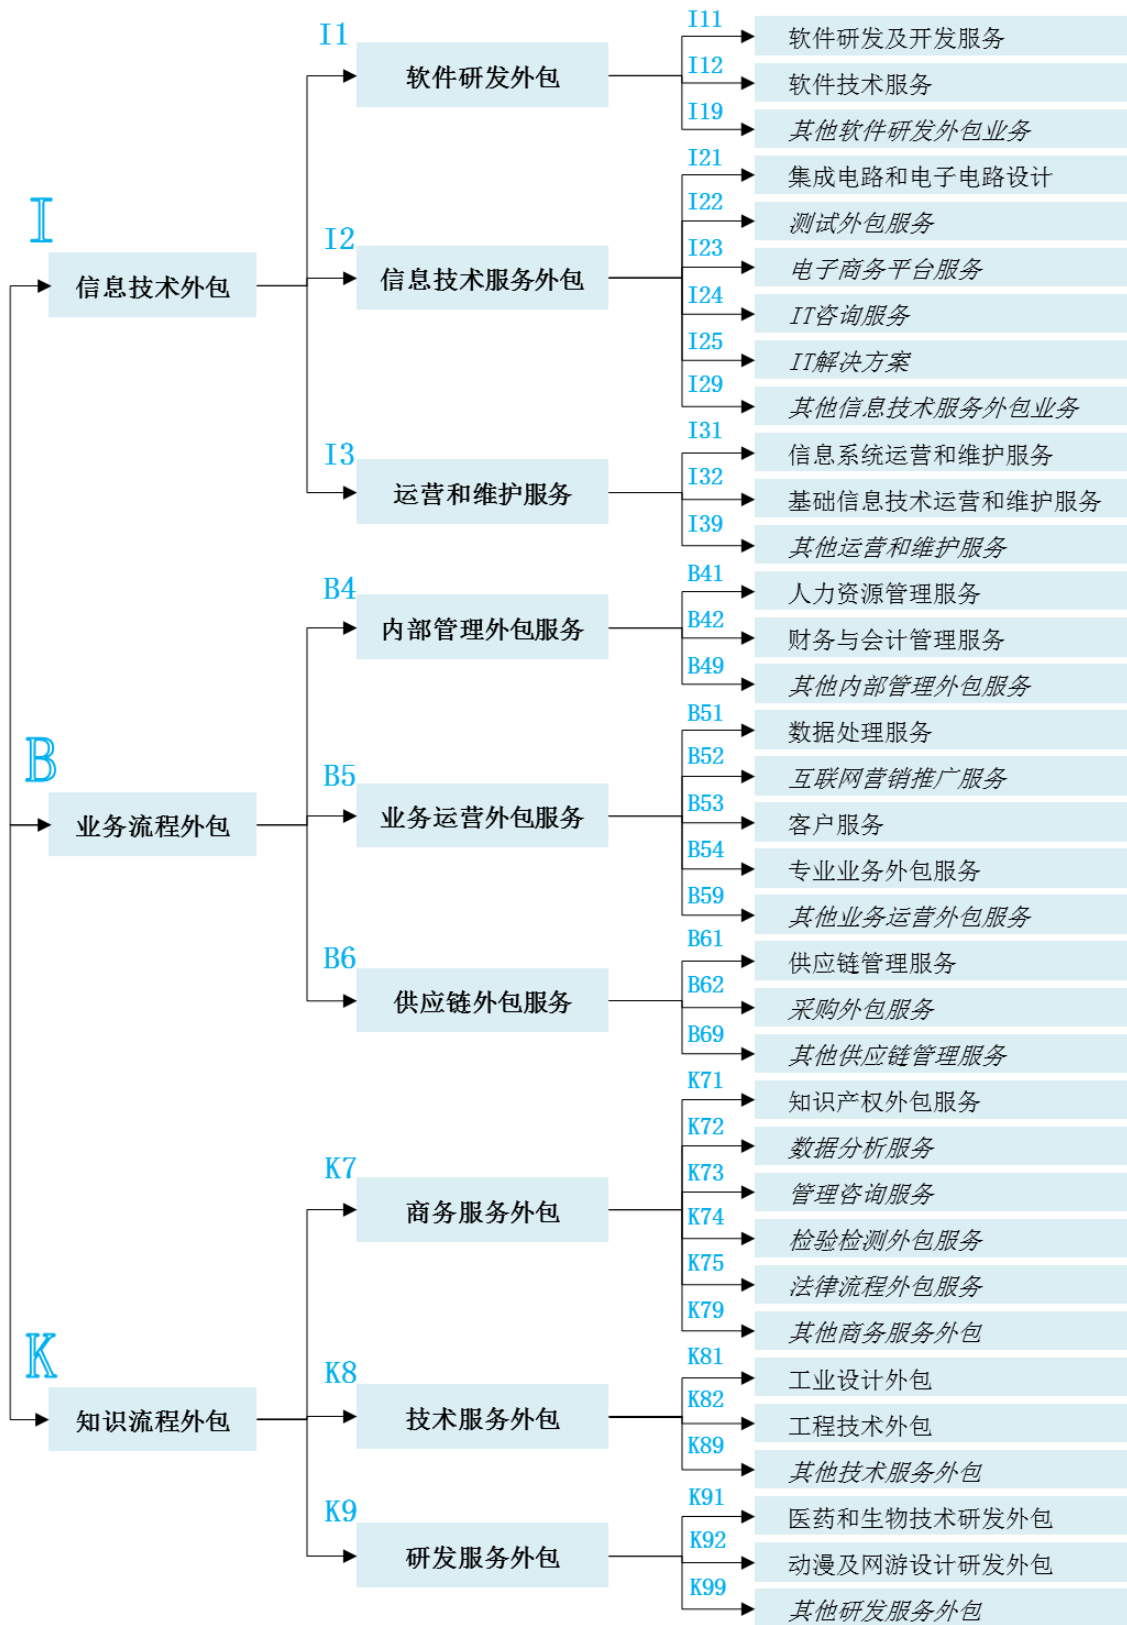 I
信息技术外包
I1
软件研发外包
I11
软件研发及开发服务
I12
软件技术服务
I19
其他软件研发外包业务
I2
信息技术服务外包
I21
集成电路和电子电路设计
I22
测试外包服务
I23
电子商务平台服务
I24
IT咨询服务
I25
IT解决方案
I29
其他信息技术服务外包业务
I3
运营和维护服务
I31
信息系统运营和维护服务
I32
基础信息技术运营和维护服务
I39
其他运营和维护服务
B
业务流程外包
B4
内部管理外包服务
B41
人力资源管理服务
B42
财务与会计管理服务
B49
其他内部管理外包服务
B5
业务运营外包服务
B51
数据处理服务
B52
互联网营销推广服务
B53
客户服务
B54
专业业务外包服务
B59
其他业务运营外包服务
B6
供应链外包服务
B61
供应链管理服务
B62
采购外包服务
B69
其他供应链管理服务
K
知识流程外包
K7
商务服务外包
K71
知识产权外包服务
K72
数据分析服务
K73
管理咨询服务
K74
检验检测外包服务
K75
法律流程外包服务
K79
其他商务服务外包
K8
技术服务外包
K81
工业设计外包
K82
工程技术外包
K89
其他技术服务外包
K9
研发服务外包
K91
医药和生物技术研发外包
K92
动漫及网游设计研发外包
K99
其他研发服务外包